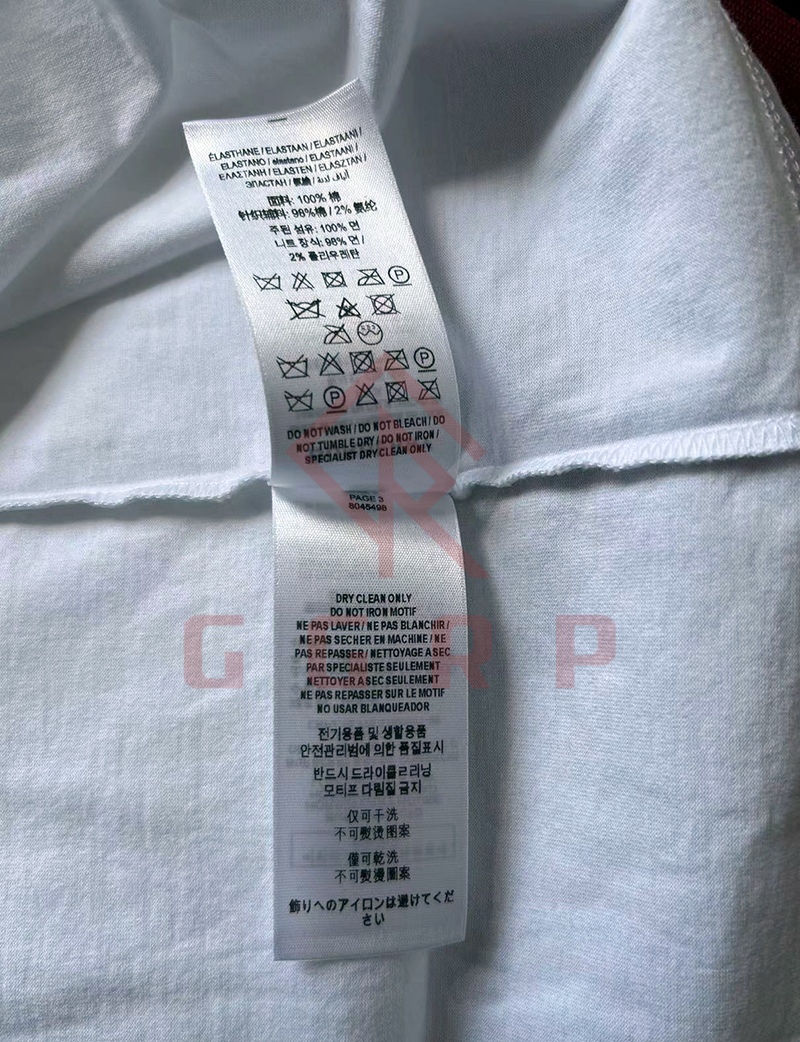 ÉLASTHANE / ELASTAAN / ELASTAANI /
ELASTANO / elastano / ELASTAANI /
ΕΛΑΣΤΑΝΗ / ELASTEN / ELASZTAN /
ЭЛАСТАН /
面料: 100% 棉
针织辅料: 98%棉 / 2% 氨纶
주된 섬유: 100% 면
니트 장식: 98% 면 /
2% 폴리우레탄
P
P
P
DO NOT WASH / DO NOT BLEACH / DO
NOT TUMBLE DRY / DO NOT IRON /
SPECIALIST DRY CLEAN ONLY
PAGE 3
8045498
DRY CLEAN ONLY
DO NOT IRON MOTIF
NE PAS LAVER / NE PAS BLANCHIR /
NE PAS SECHER EN MACHINE / NE
PAS REPASSER / NETTOYAGE A SEC
PAR SPECIALISTE SEULEMENT
NETTOYER A SEC SEULEMENT
NE PAS REPASSER SUR LE MOTIF
NO USAR BLANQUEADOR
전기용품 및 생활용품
안전관리법에 의한 품질표시
반드시 드라이클리닝
모티프 다림질 금지
仅可干洗
不可熨烫图案
僅可乾洗
不可熨燙圖案
飾りへのアイロンは避けてくだ
さい
G RP